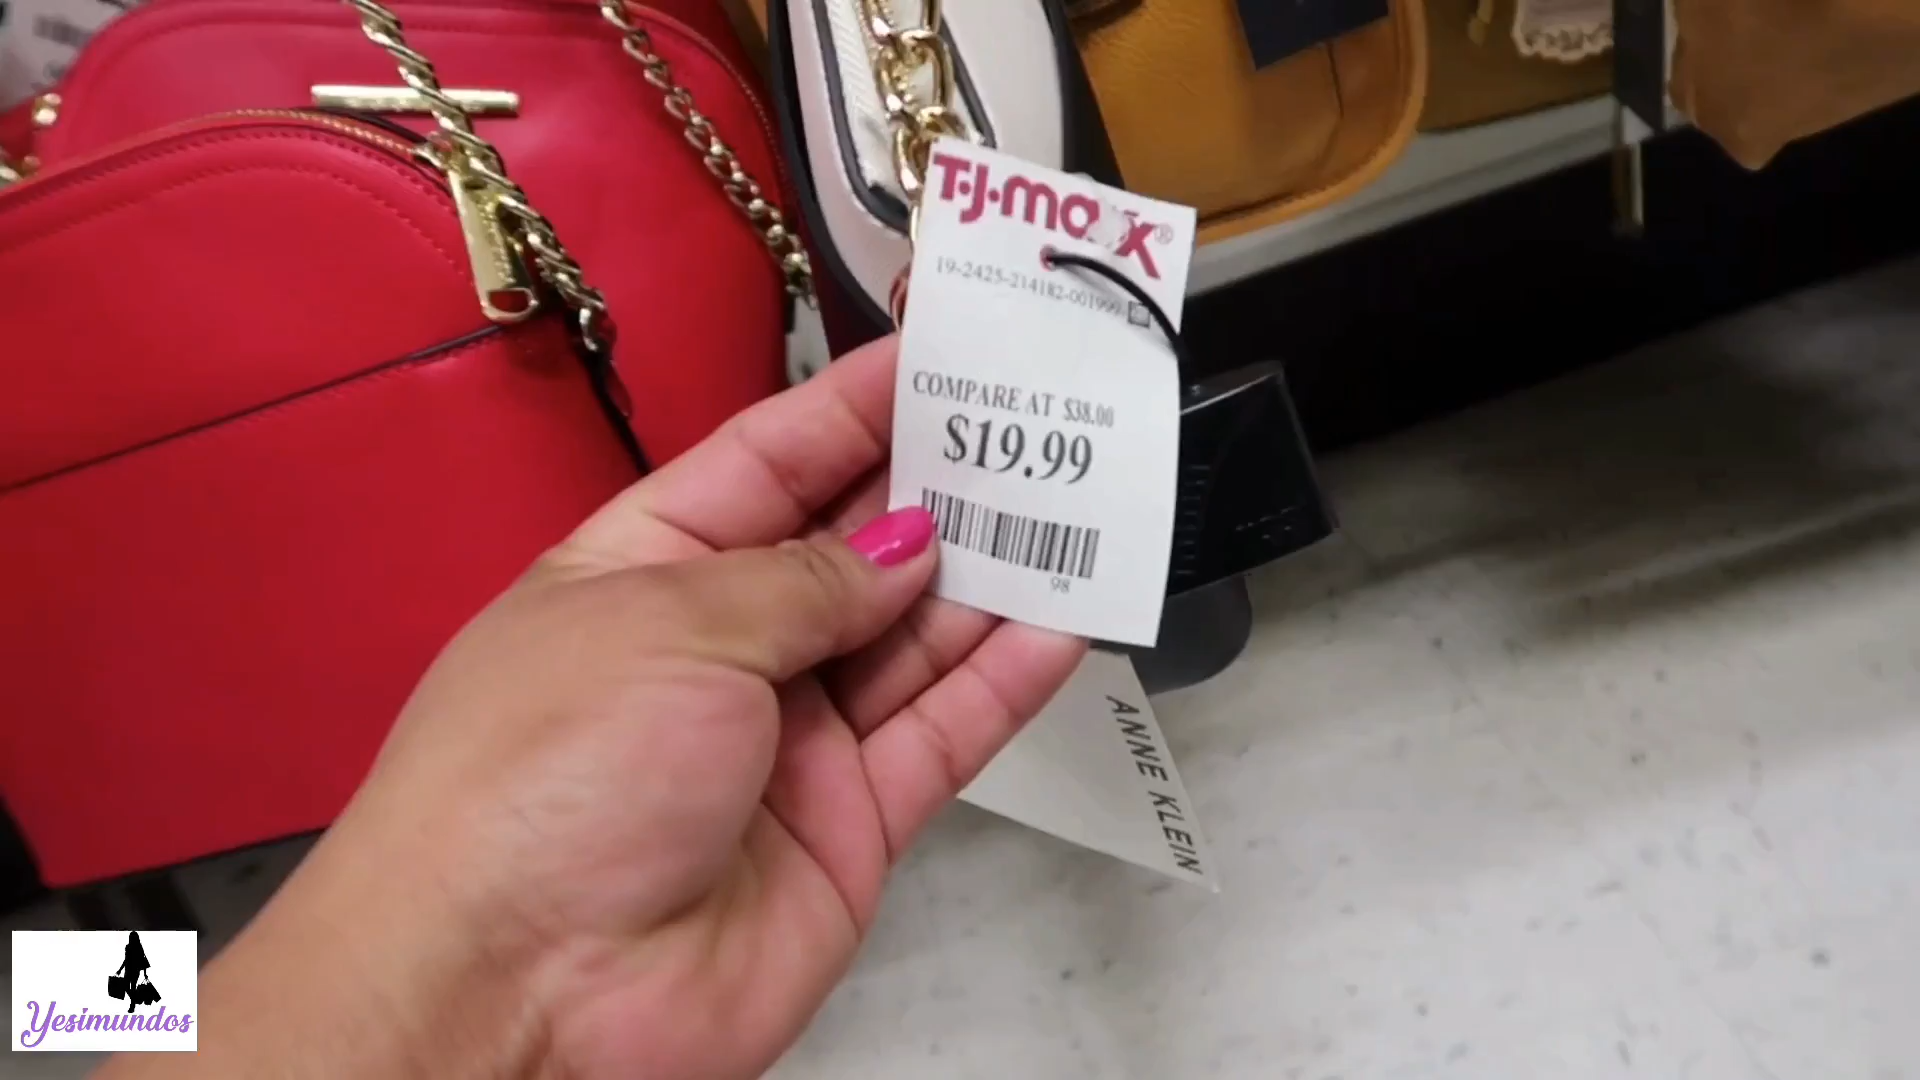 T·J·maxx®
19-2425-214182-001999-
COMPARE AT $38.00
$19.99
98
ANNE KLEIN
Yesimundos